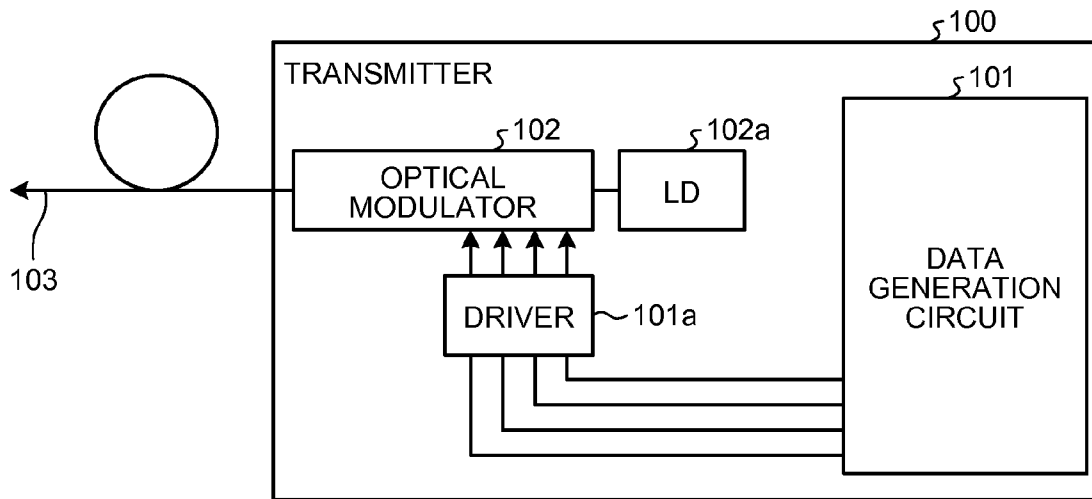 100
TRANSMITTER
101
102
102a
OPTICAL
MODULATOR
LD
103
DRIVER
101a
DATA
GENERATION
CIRCUIT